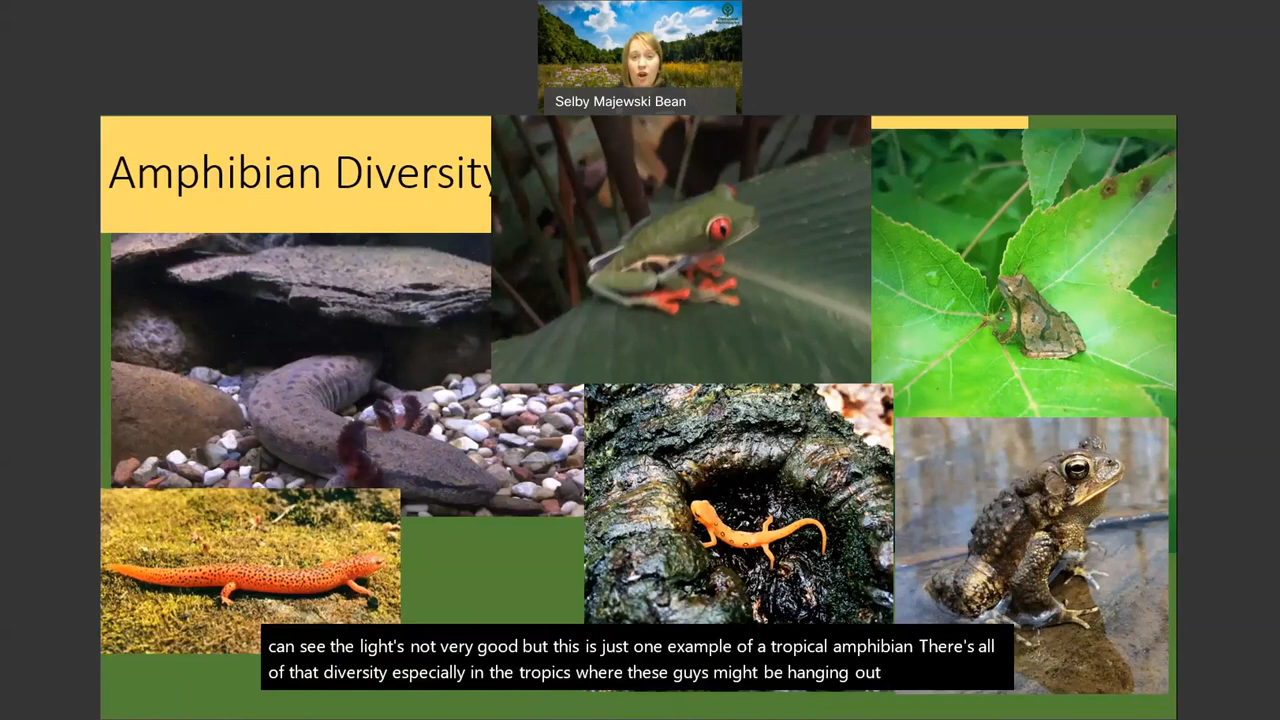 Selby Majewski Bean
Amphibian Diversity
can see the light's not very good but this is just one example of a tropical amphibian There's all
of that diversity especially in the tropics where these guys might be hanging out